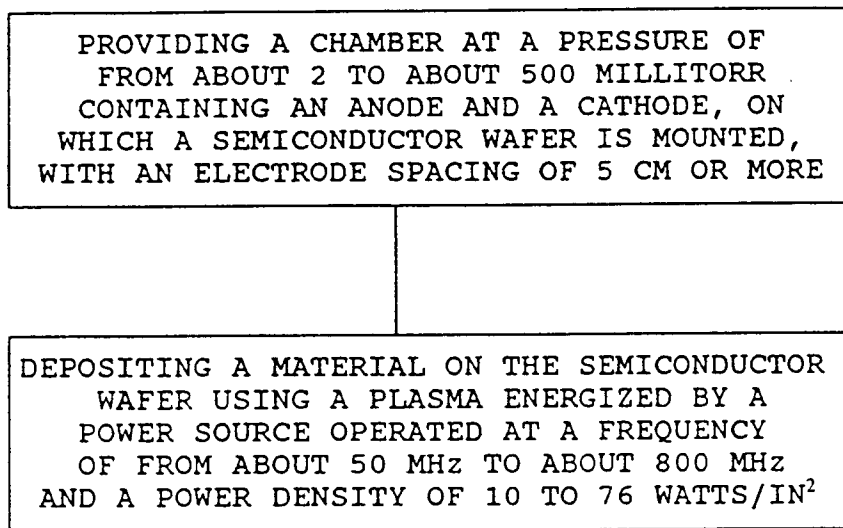 PROVIDING A CHAMBER AT A PRESSURE OF
FROM ABOUT 2 TO ABOUT 500 MILLITORR
CONTAINING AN ANODE AND A CATHODE, ON
WHICH A SEMICONDUCTOR WAFER IS MOUNTED,
WITH AN ELECTRODE SPACING OF 5 CM OR MORE
DEPOSITING A MATERIAL ON THE SEMICONDUCTOR
WAFER USING A PLASMA ENERGIZED BY A
POWER SOURCE OPERATED AT A FREQUENCY
OF FROM ABOUT 50 MHz TO ABOUT 800 MHz
AND A POWER DENSITY OF 10 TO 76 WATTS/IN²